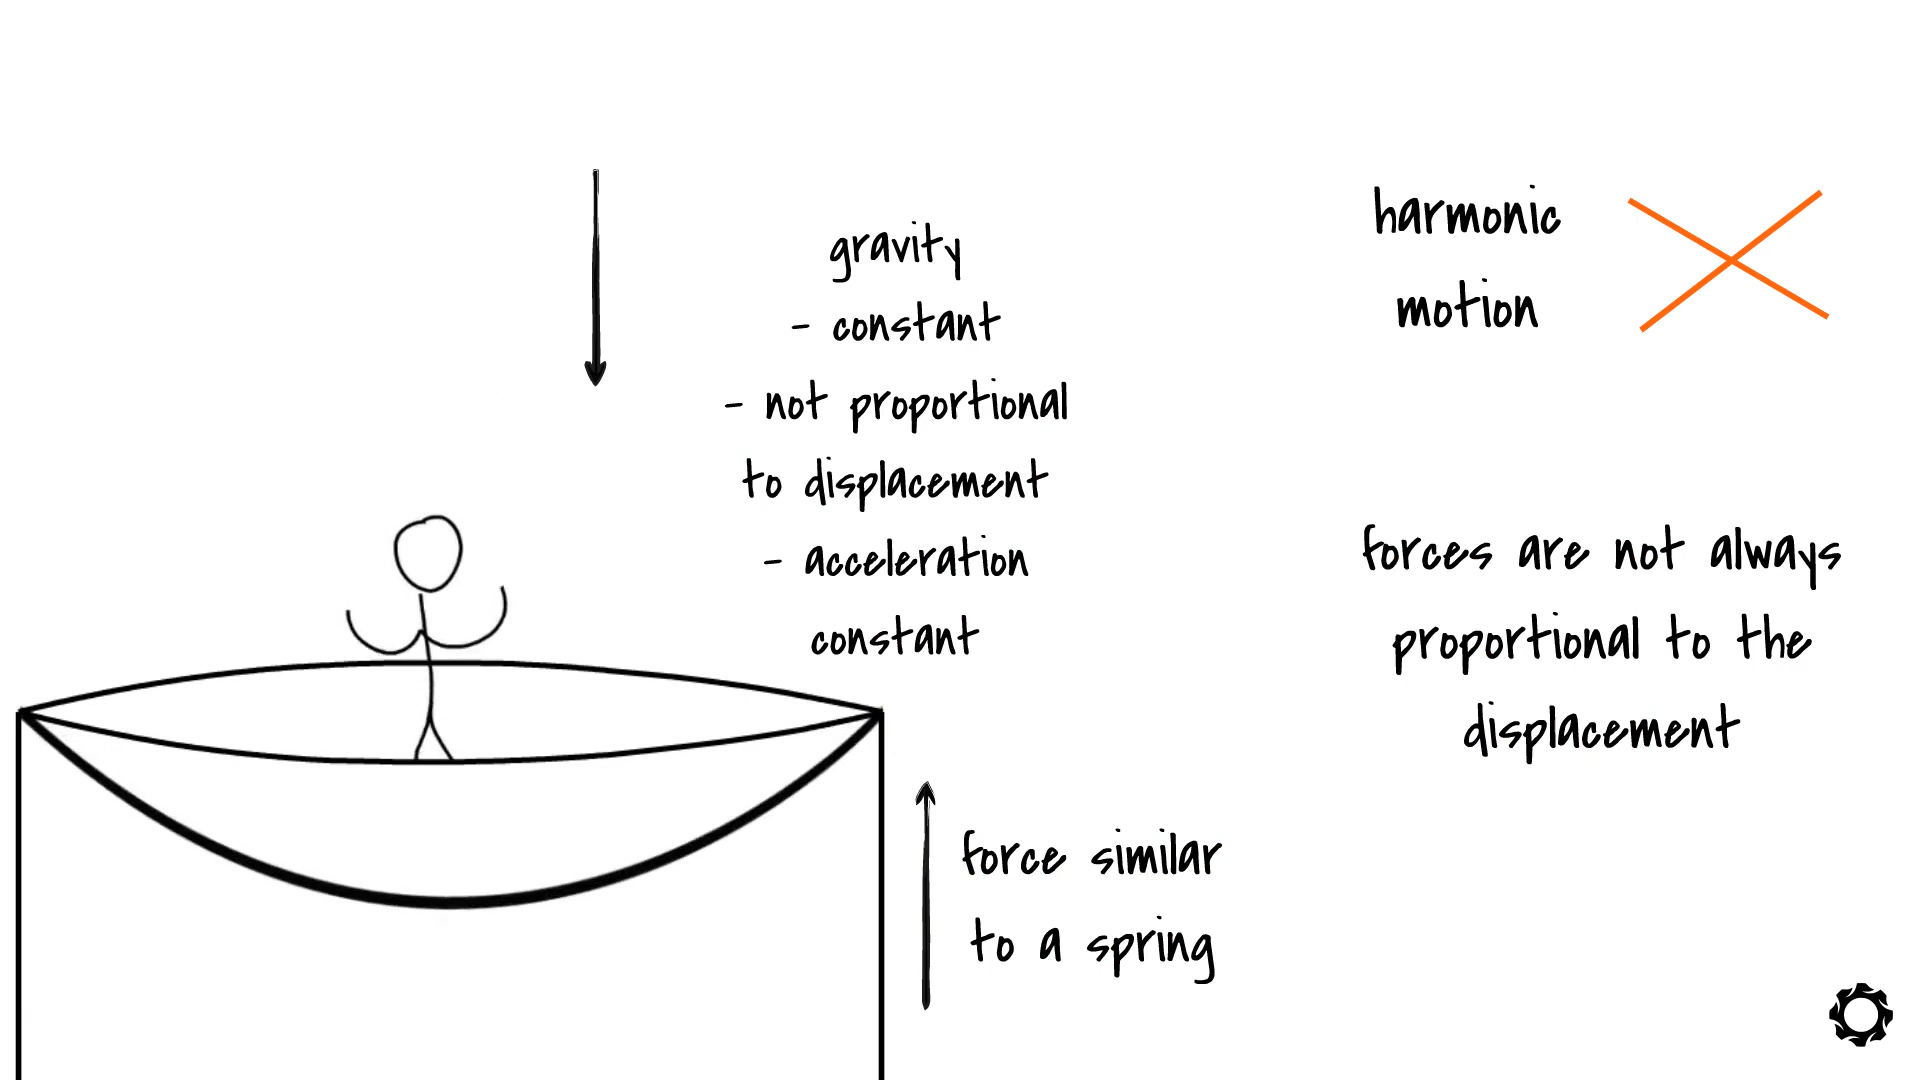 gravity
- constant
- not proportional
to displacement
- acceleration
constant
force similar
to a spring
harmonic
motion
forces are not always
proportional to the
displacement